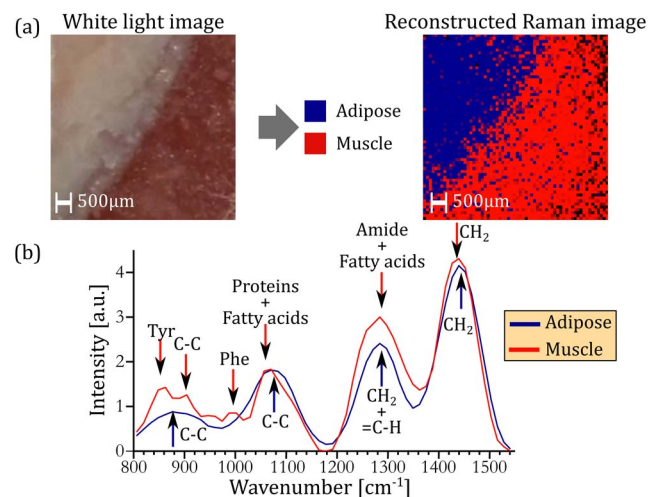 (a)
White light image
Reconstructed Raman image
Adipose
Muscle
500μm
500μm
(b)
Intensity [a.u.]
4
3
2
1
0
800
900
1000
1100
1200
1300
1400
1500
Wavenumber [cm⁻¹]
Tyr
C-C
Phe
Proteins
+
Fatty acids
Amide
+
Fatty acids
CH₂
C-C
C-C
CH₂
+
=C-H
CH₂
Adipose
Muscle